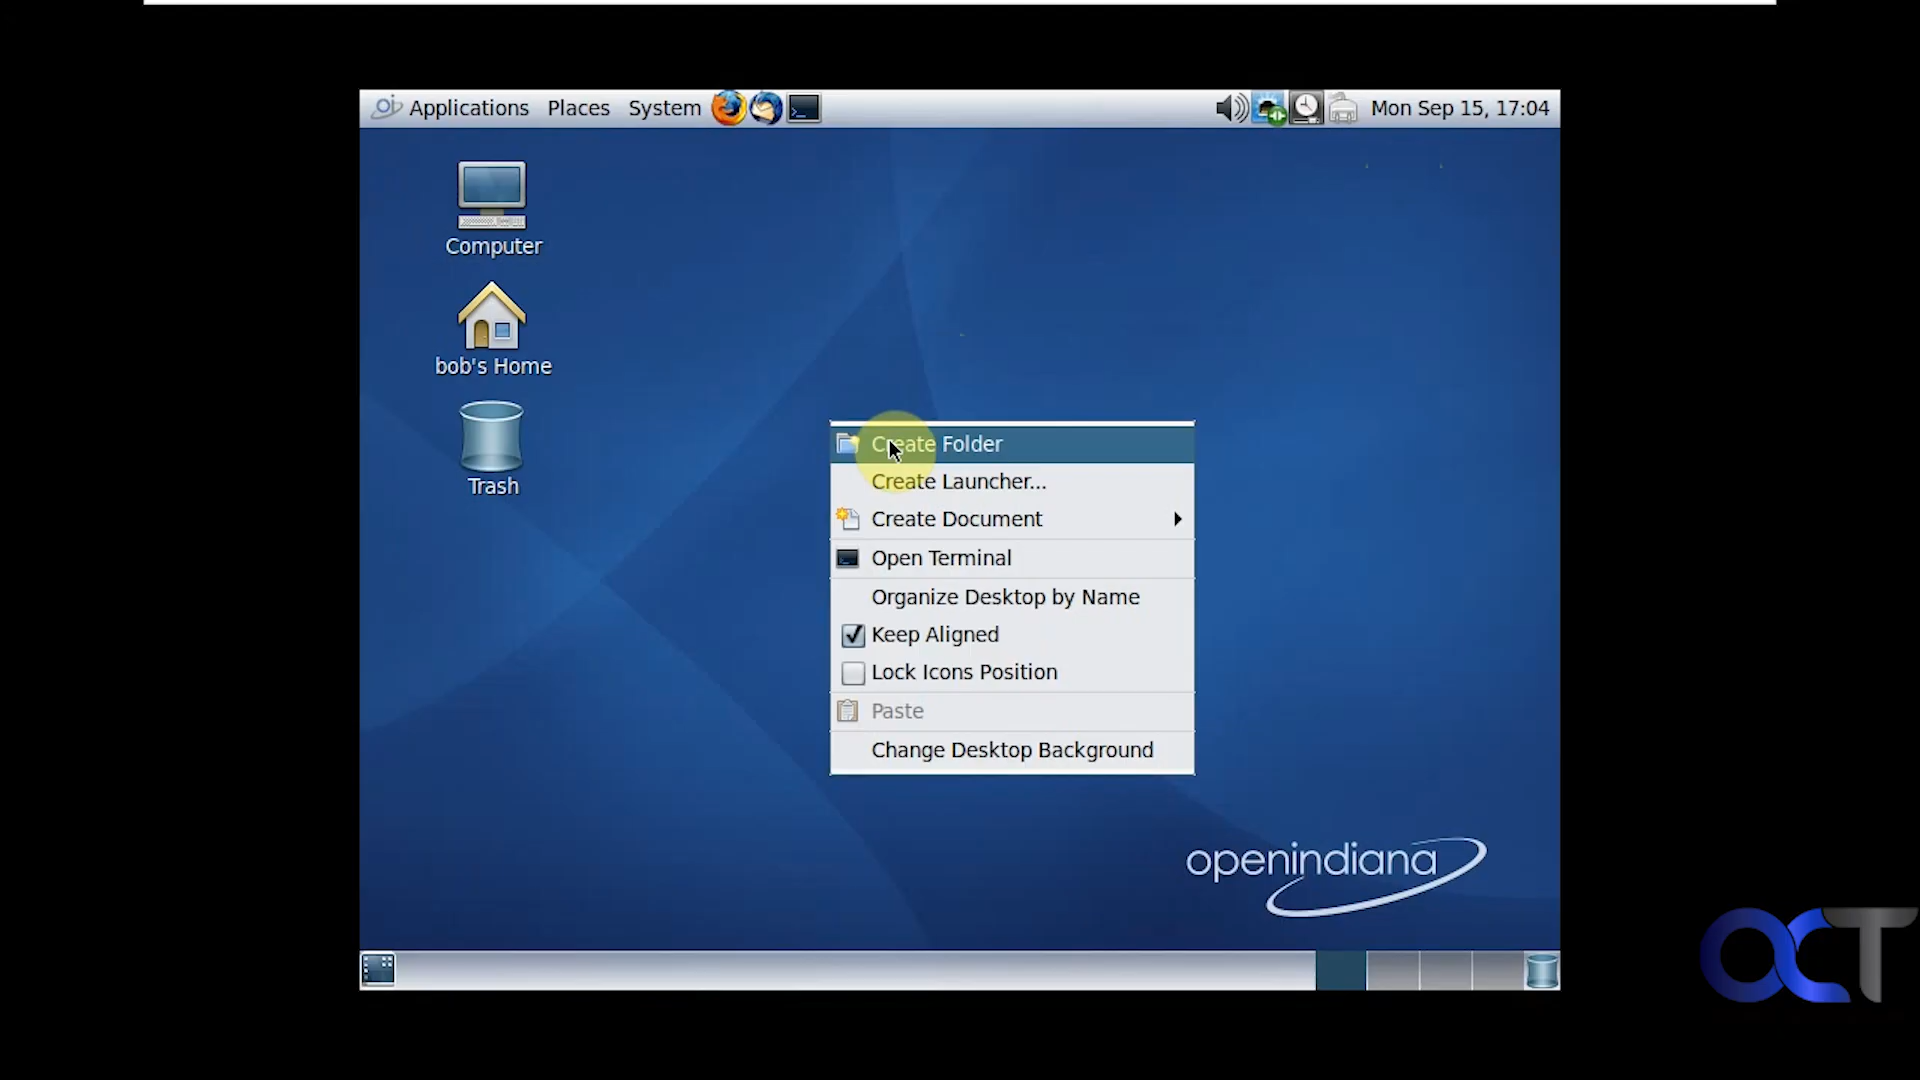 Applications Places System Mon Sep 15, 17:04
Computer
bob's Home
Trash
Create Folder
Create Launcher...
Create Document
Open Terminal
Organize Desktop by Name
Keep Aligned
Lock Icons Position
Paste
Change Desktop Background
openindiana
OCT